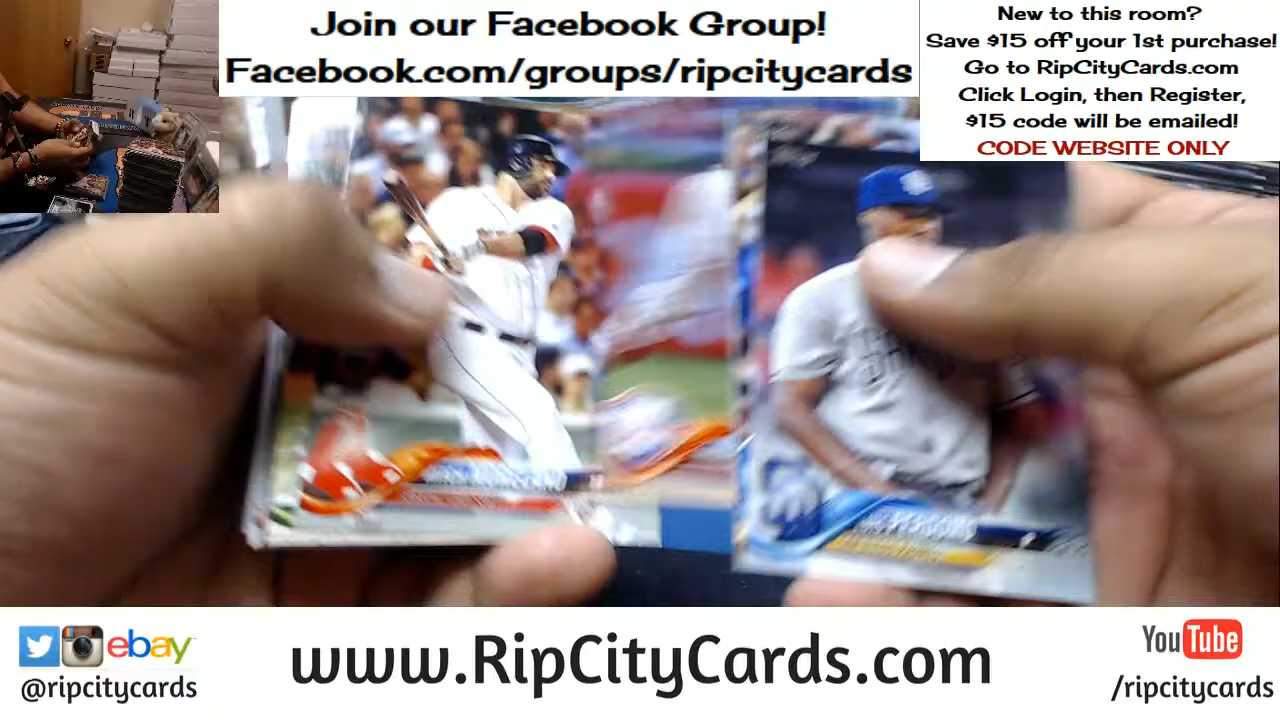 Join our Facebook Group!
Facebook.com/groups/ripcitycards
New to this room?
Save $15 off your 1st purchase!
Go to RipCityCards.com
Click Login, then Register,
$15 code will be emailed!
CODE WEBSITE ONLY
ebay
@ripcitycards
www.RipCityCards.com
YouTube
/ripcitycards